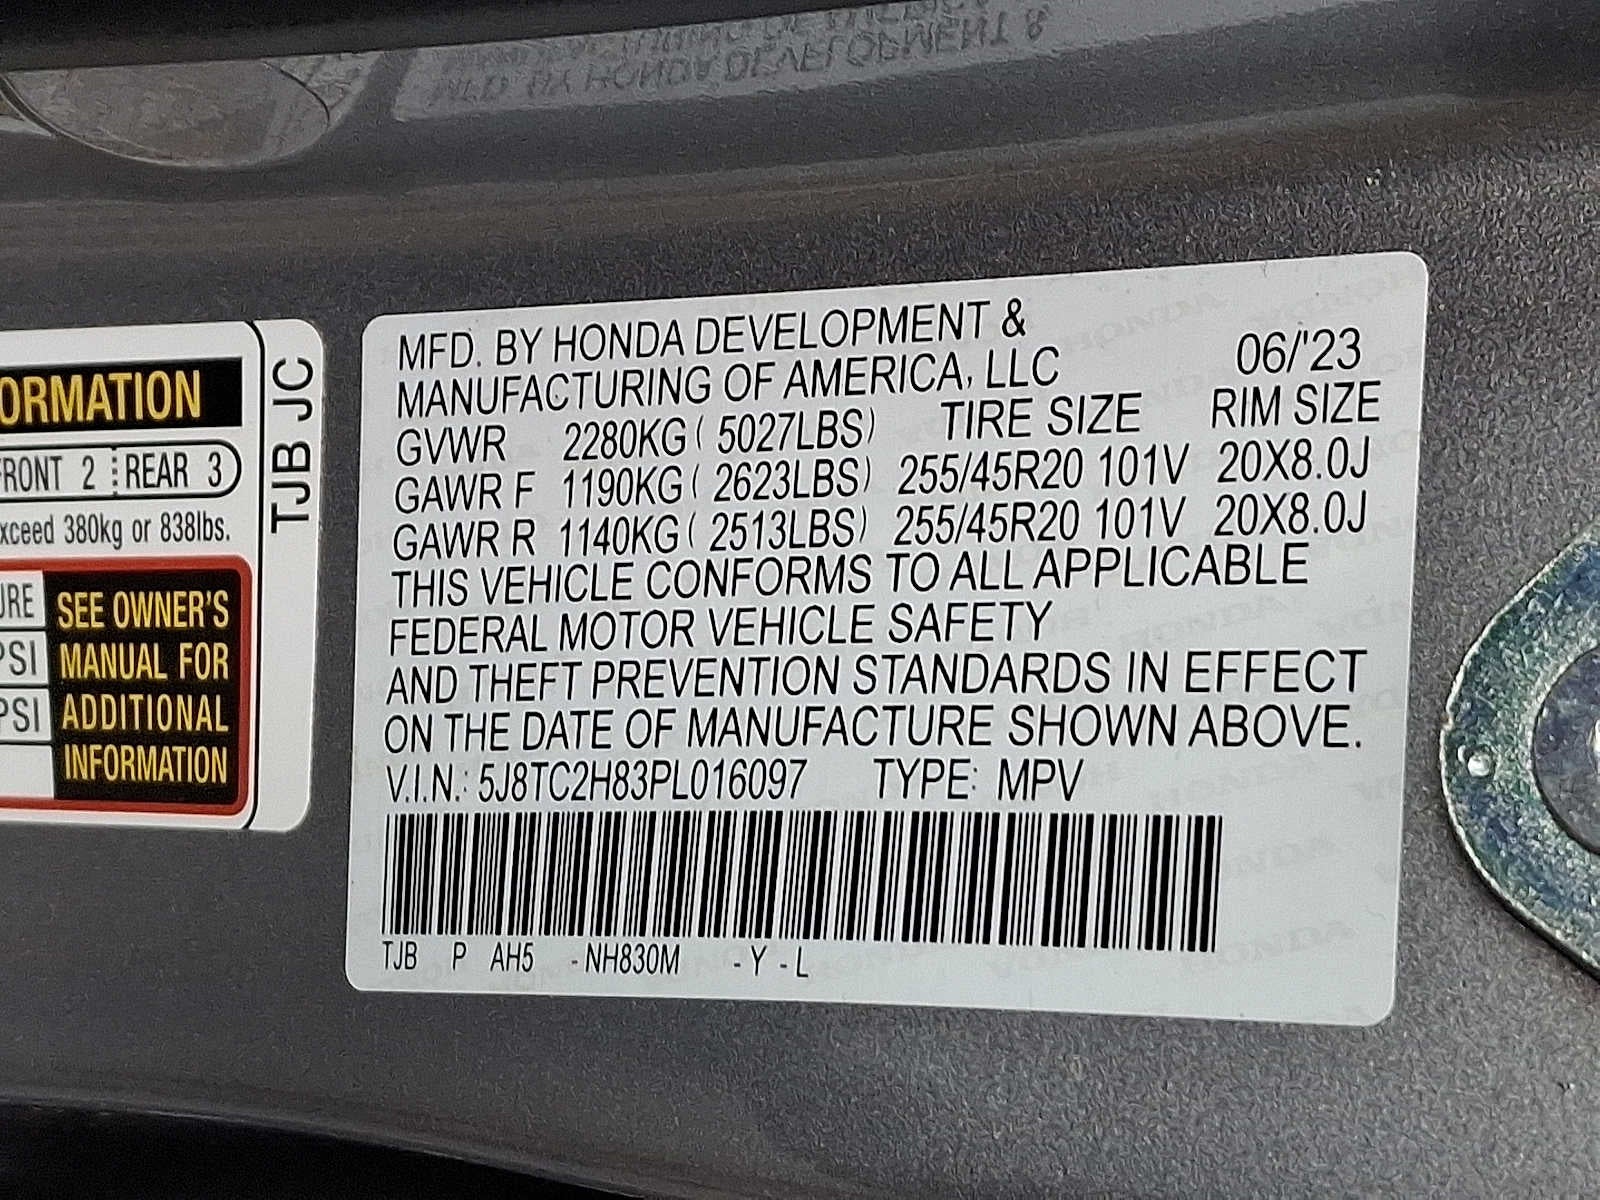 MFD. BY HONDA DEVELOPMENT &
MANUFACTURING OF AMERICA, LLC 06/'23
GVWR 2280KG ( 5027LBS) TIRE SIZE RIM SIZE
GAWR F 1190KG ( 2623LBS) 255/45R20 101V 20X8.0J
GAWR R 1140KG ( 2513LBS) 255/45R20 101V 20X8.0J
THIS VEHICLE CONFORMS TO ALL APPLICABLE
FEDERAL MOTOR VEHICLE SAFETY
AND THEFT PREVENTION STANDARDS IN EFFECT
ON THE DATE OF MANUFACTURE SHOWN ABOVE.
V.I.N.: 5J8TC2H83PL016097 TYPE: MPV
TJB P AH5 -NH830M -Y -L
ORMATION
FRONT 2 REAR 3
xceed 380kg or 838lbs.
URE
PSI
PSI
SEE OWNER'S
MANUAL FOR
ADDITIONAL
INFORMATION
TJB JC